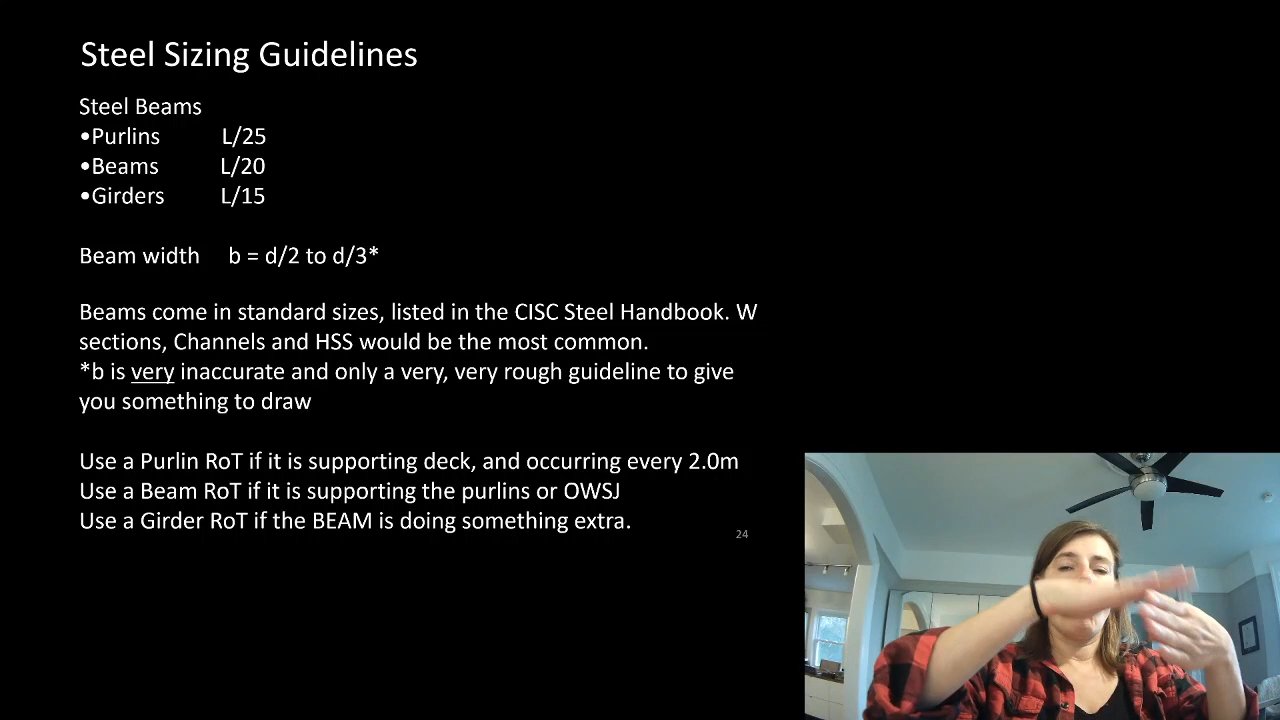 Steel Sizing Guidelines
Steel Beams
•Purlins L/25
•Beams L/20
•Girders L/15
Beam width b = d/2 to d/3*
Beams come in standard sizes, listed in the CISC Steel Handbook. W
sections, Channels and HSS would be the most common.
*b is very inaccurate and only a very, very rough guideline to give
you something to draw
Use a Purlin RoT if it is supporting deck, and occurring every 2.0m
Use a Beam RoT if it is supporting the purlins or OWSJ
Use a Girder RoT if the BEAM is doing something extra.
24